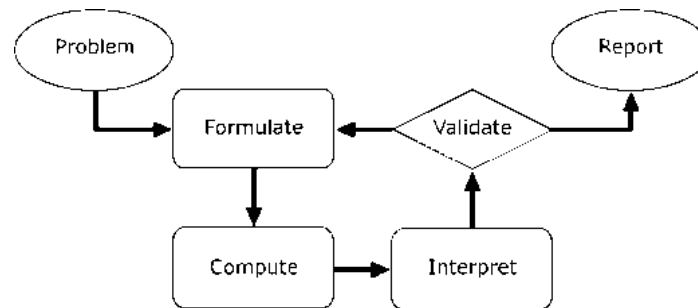 Problem
Report
Formulate
Validate
Compute
Interpret